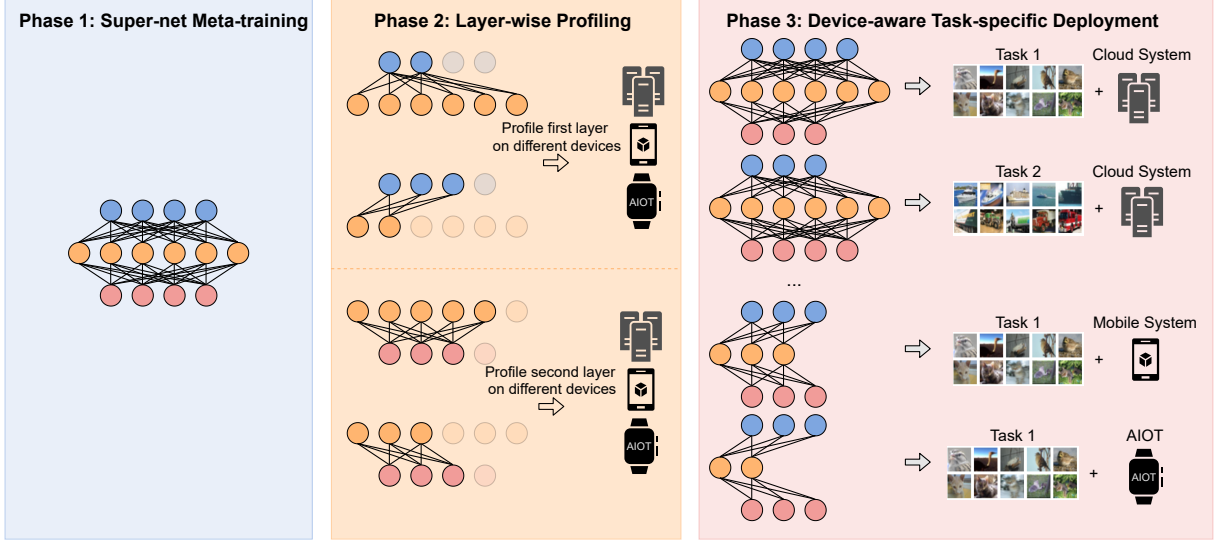 Phase 1: Super-net Meta-training
Phase 2: Layer-wise Profiling
Profile first layer
on different devices
AIOT
Profile second layer
on different devices
AIOT
Phase 3: Device-aware Task-specific Deployment
Task 1
Cloud System
+
Task 2
Cloud System
+
...
Task 1
Mobile System
+
Task 1
AIOT
+
AIOT